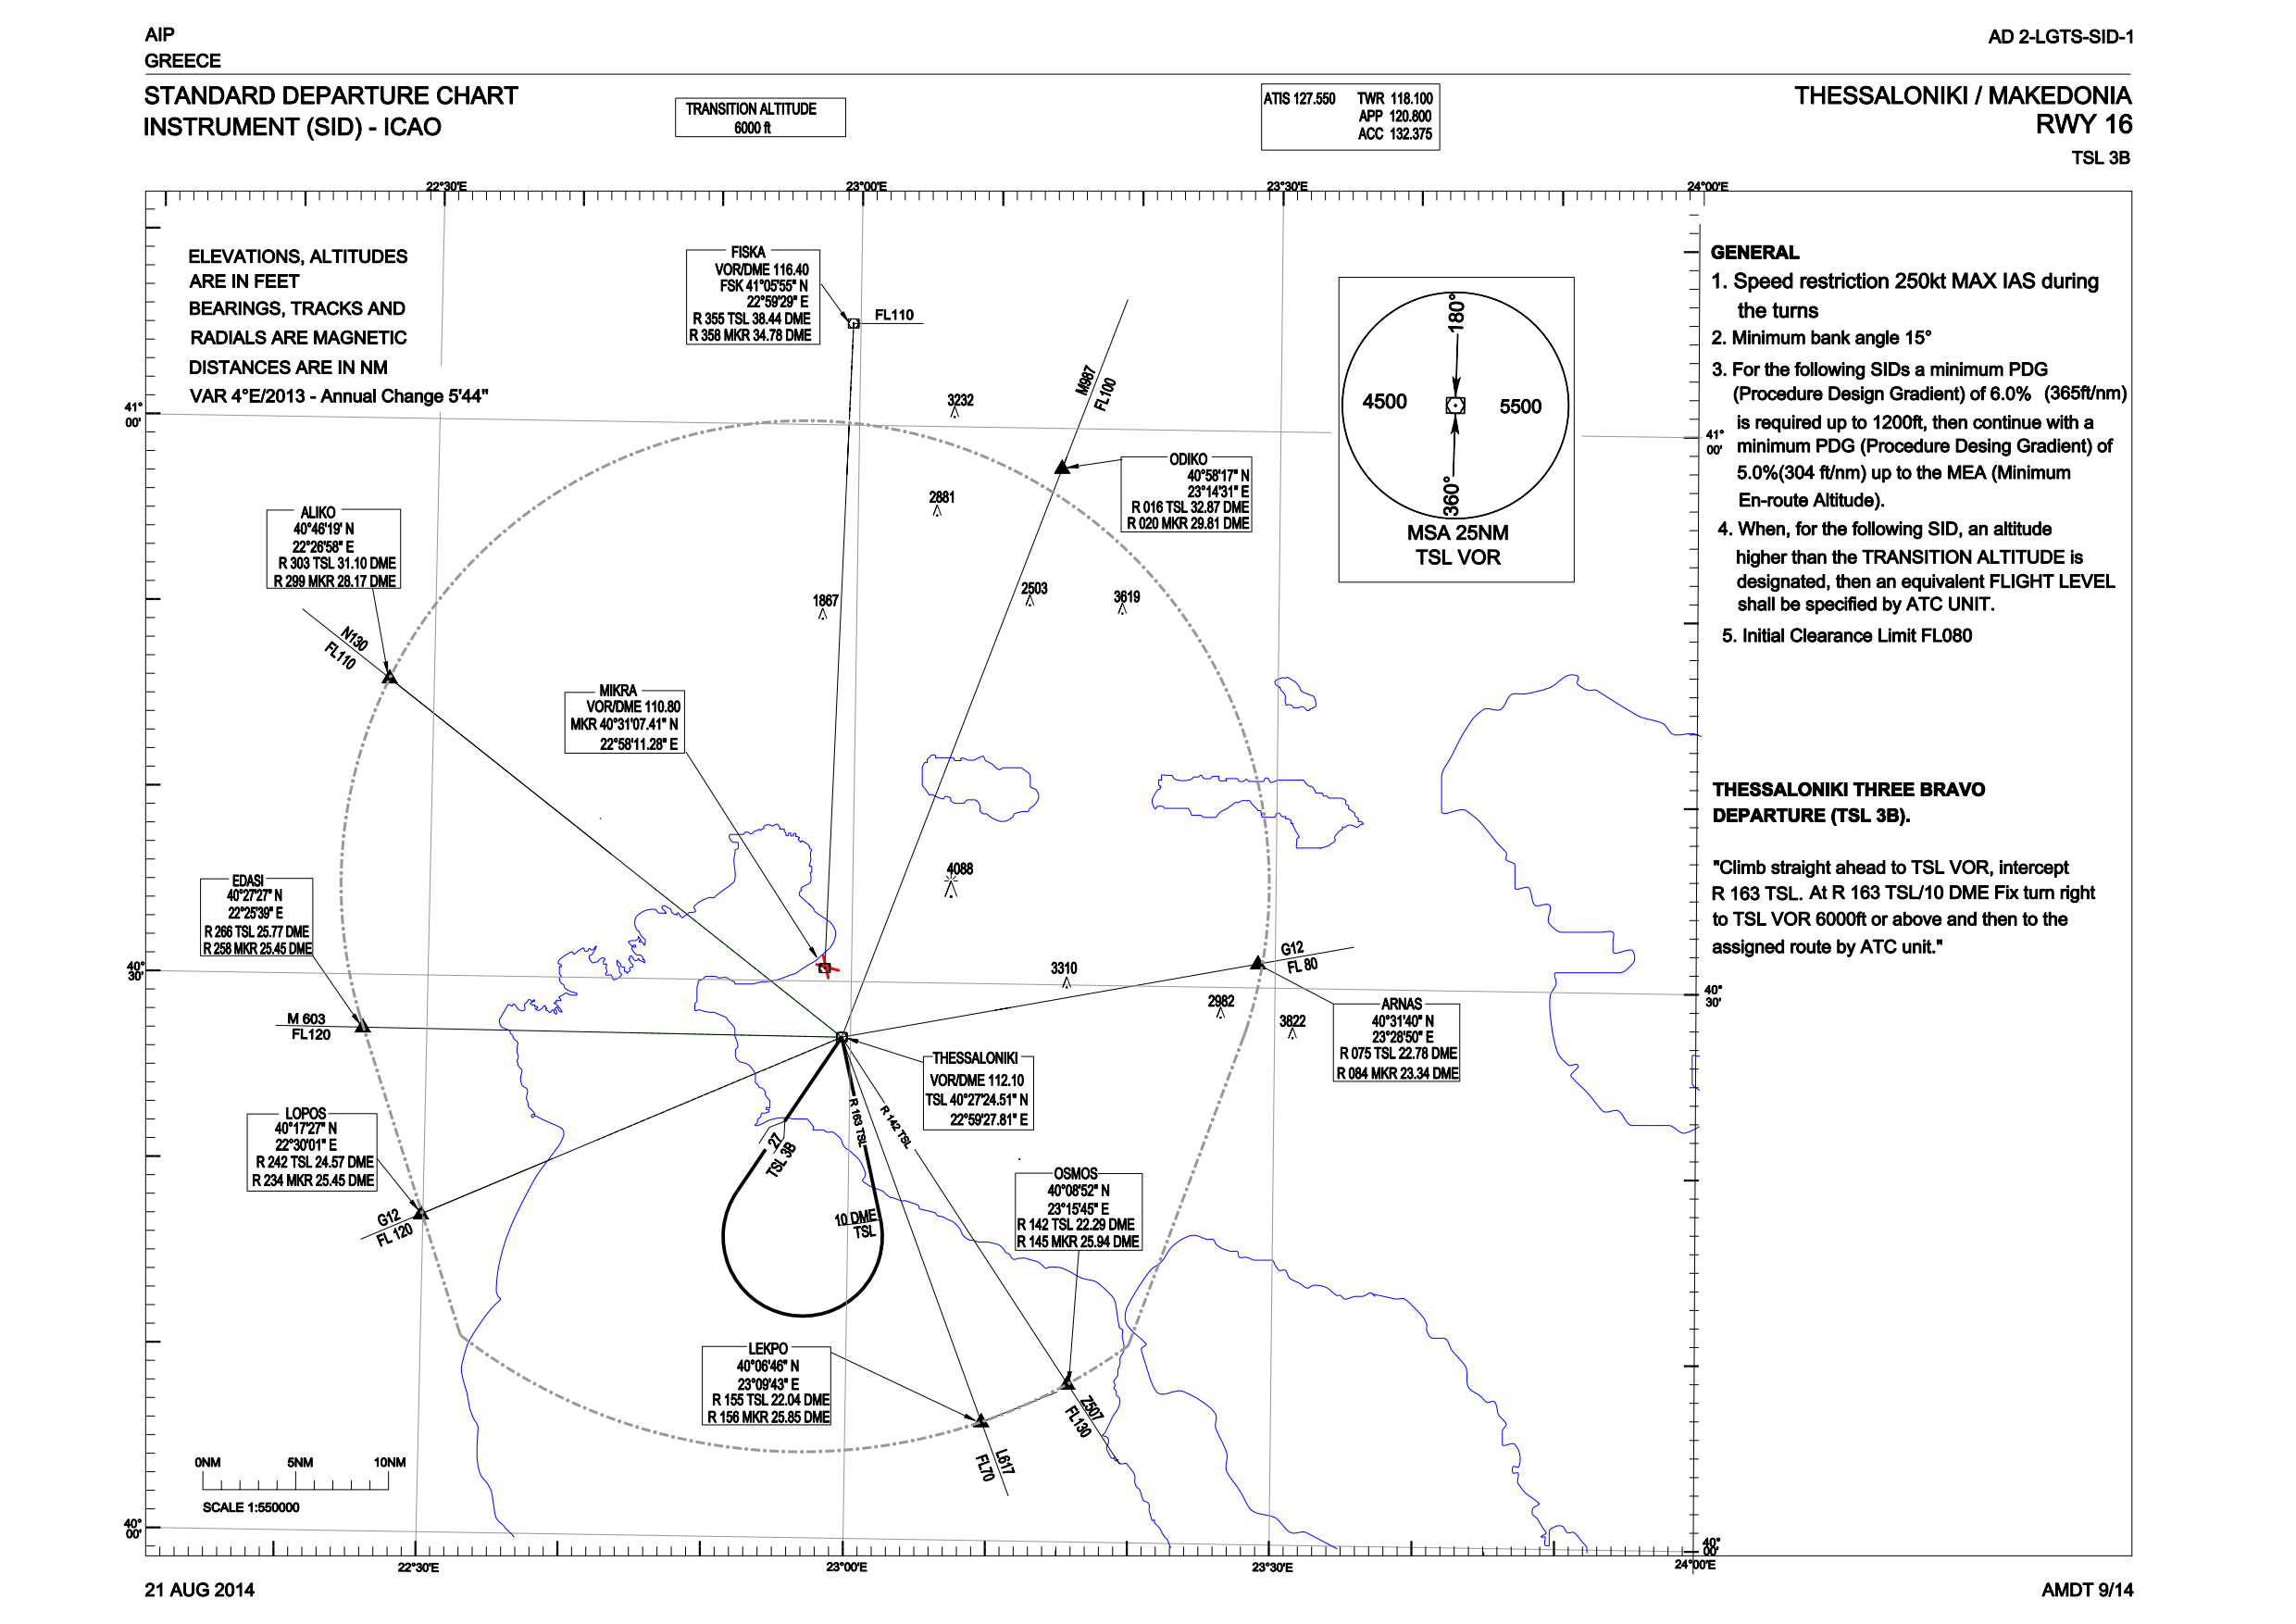 AIP
GREECE
AD 2-LGTS-SID-1
STANDARD DEPARTURE CHART
INSTRUMENT (SID) - ICAO
TRANSITION ALTITUDE
6000 ft
ATIS 127.550 TWR 118.100
APP 120.800
ACC 132.375
THESSALONIKI / MAKEDONIA
RWY 16
TSL 3B
22°30'E
23°00'E
23°30'E
24°00'E
ELEVATIONS, ALTITUDES
ARE IN FEET
BEARINGS, TRACKS AND
RADIALS ARE MAGNETIC
DISTANCES ARE IN NM
VAR 4°E/2013 - Annual Change 5'44"
FISKA
VOR/DME 116.40
FSK 41°05'55" N
22°59'29" E
R 355 TSL 38.44 DME
R 358 MKR 34.78 DME
FL110
M987
FL100
180°
4500
5500
360°
MSA 25NM
TSL VOR
41°
00'
41°
00'
3232
ODIKO
40°58'17" N
23°14'31" E
R 016 TSL 32.87 DME
R 020 MKR 29.81 DME
2881
ALIKO
40°46'19' N
22°26'58" E
R 303 TSL 31.10 DME
R 299 MKR 28.17 DME
2503
3619
1867
N130
FL110
MIKRA
VOR/DME 110.80
MKR 40°31'07.41" N
22°58'11.28" E
4088
EDASI
40°27'27" N
22°25'39" E
R 266 TSL 25.77 DME
R 258 MKR 25.45 DME
40°
30'
40°
30'
3310
G12
FL 80
2982
3822
ARNAS
40°31'40" N
23°28'50" E
R 075 TSL 22.78 DME
R 084 MKR 23.34 DME
M 603
FL120
THESSALONIKI
VOR/DME 112.10
TSL 40°27'24.51" N
22°59'27.81" E
LOPOS
40°17'27" N
22°30'01" E
R 242 TSL 24.57 DME
R 234 MKR 25.45 DME
R 163 TSL
R 142 TSL
27
TSL 3B
G12
FL 120
10 DME
TSL
OSMOS
40°08'52" N
23°15'45" E
R 142 TSL 22.29 DME
R 145 MKR 25.94 DME
LEKPO
40°06'46" N
23°09'43" E
R 155 TSL 22.04 DME
R 156 MKR 25.85 DME
Z507
FL130
L617
FL70
0NM 5NM 10NM
SCALE 1:550000
40°
00'
40°
00'
22°30'E
23°00'E
23°30'E
24°00'E
GENERAL
1. Speed restriction 250kt MAX IAS during
the turns
2. Minimum bank angle 15°
3. For the following SIDs a minimum PDG
(Procedure Design Gradient) of 6.0% (365ft/nm)
is required up to 1200ft, then continue with a
minimum PDG (Procedure Desing Gradient) of
5.0%(304 ft/nm) up to the MEA (Minimum
En-route Altitude).
4. When, for the following SID, an altitude
higher than the TRANSITION ALTITUDE is
designated, then an equivalent FLIGHT LEVEL
shall be specified by ATC UNIT.
5. Initial Clearance Limit FL080
THESSALONIKI THREE BRAVO
DEPARTURE (TSL 3B).
"Climb straight ahead to TSL VOR, intercept
R 163 TSL. At R 163 TSL/10 DME Fix turn right
to TSL VOR 6000ft or above and then to the
assigned route by ATC unit."
21 AUG 2014
AMDT 9/14